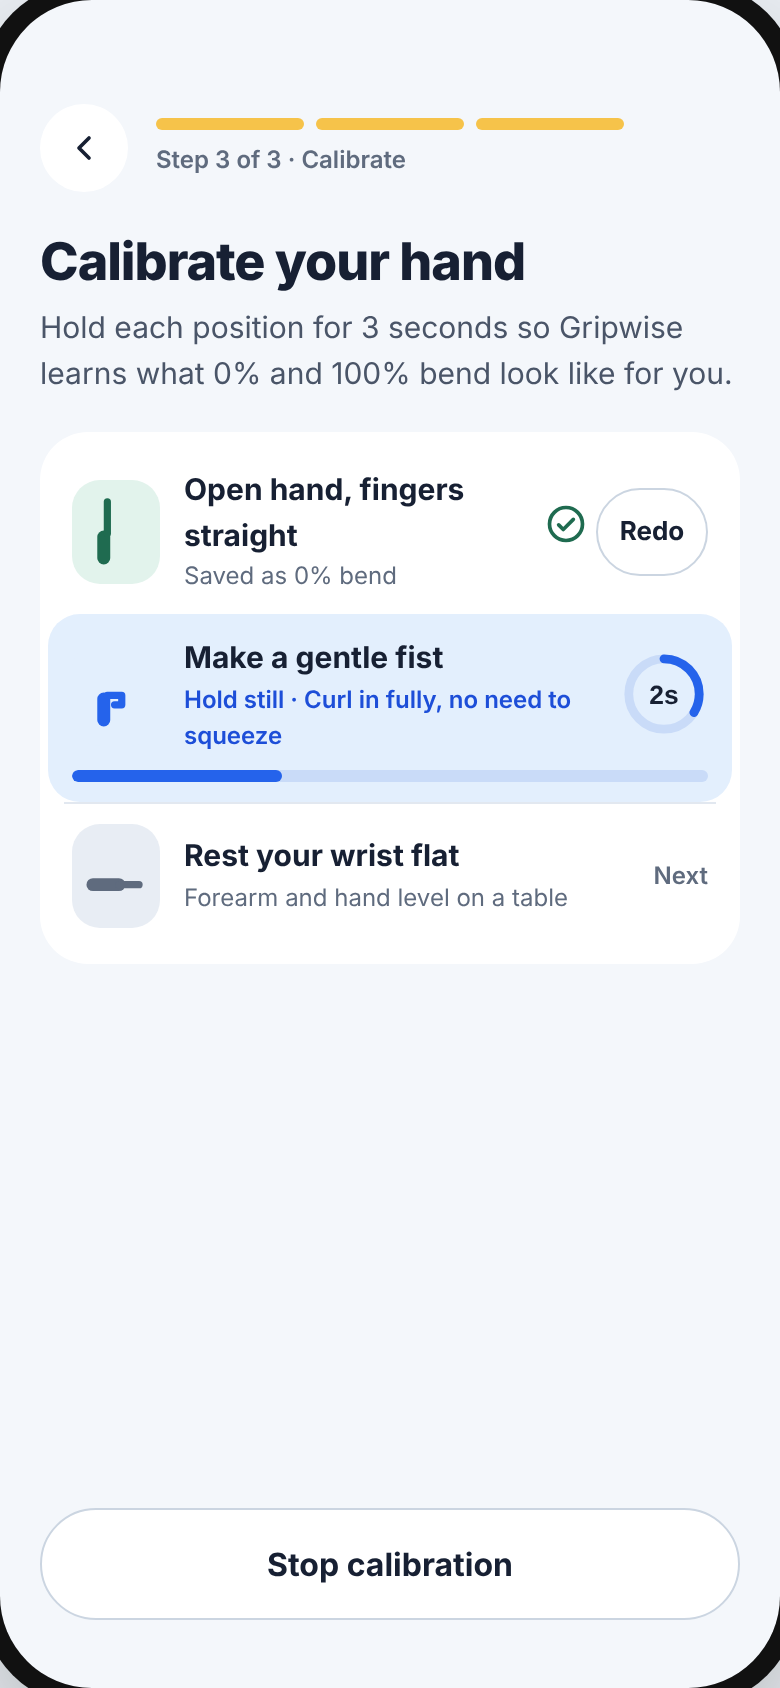 Step 3 of 3 · Calibrate
Calibrate your hand
Hold each position for 3 seconds so Gripwise
learns what 0% and 100% bend look like for you.
Open hand, fingers
straight
Saved as 0% bend
Redo
Make a gentle fist
Hold still · Curl in fully, no need to
squeeze
2s
Rest your wrist flat
Forearm and hand level on a table
Next
Stop calibration